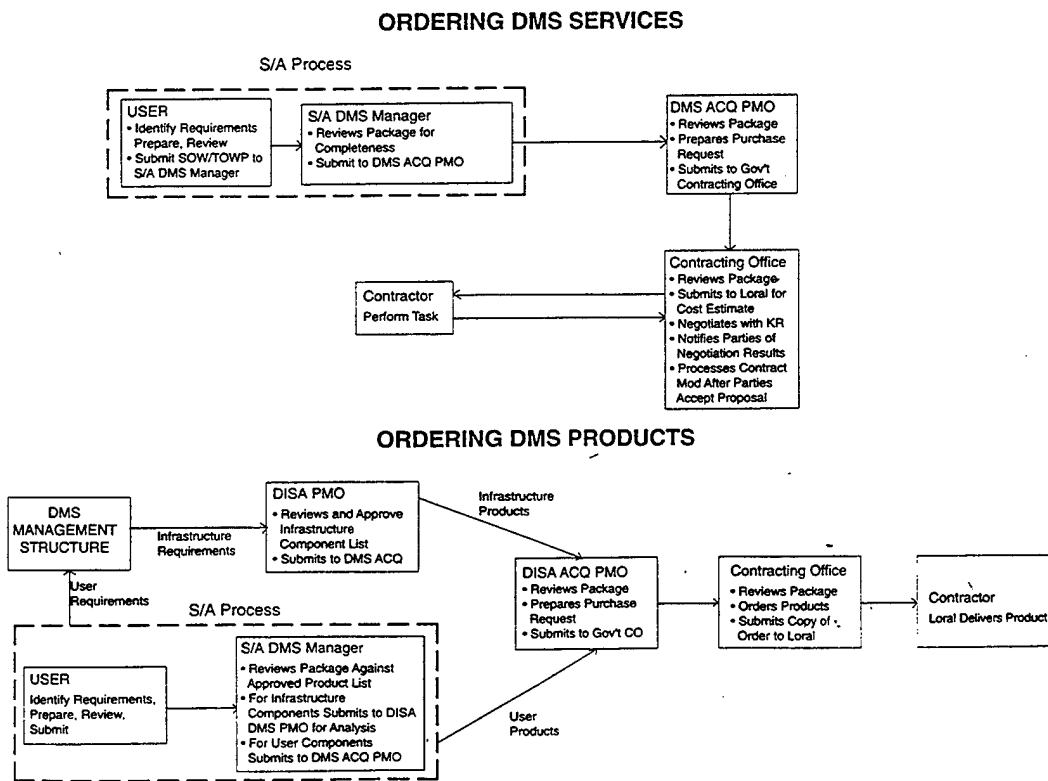 ORDERING DMS SERVICES
S/A Process
USER
• Identify Requirements
Prepare, Review
• Submit SOW/TOWP to
S/A DMS Manager
S/A DMS Manager
• Reviews Package for
Completeness
• Submit to DMS ACQ PMO
DMS ACQ PMO
• Reviews Package
• Prepares Purchase
Request
• Submits to Gov't
Contracting Office
Contracting Office
• Reviews Package
• Submits to Loral for
Cost Estimate
• Negotiates with KR
• Notifies Parties of
Negotiation Results
• Processes Contract
Mod After Parties
Accept Proposal
Contractor
Perform Task
ORDERING DMS PRODUCTS
DMS
MANAGEMENT
STRUCTURE
Infrastructure
Requirements
DISA PMO
• Reviews and Approve
Infrastructure
Component List
• Submits to DMS ACQ
Infrastructure
Products
User
Requirements
S/A Process
USER
Identify Requirements,
Prepare, Review,
Submit
S/A DMS Manager
• Reviews Package Against
Approved Product List
• For Infrastructure
Components Submits to DISA
DMS PMO for Analysis
• For User Components
Submits to DMS ACQ PMO
User
Products
DISA ACQ PMO
• Reviews Package
• Prepares Purchase
Request
• Submits to Gov't CO
Contracting Office
• Reviews Package
• Orders Products
• Submits Copy of
Order to Loral
Contractor
Loral Delivers Product